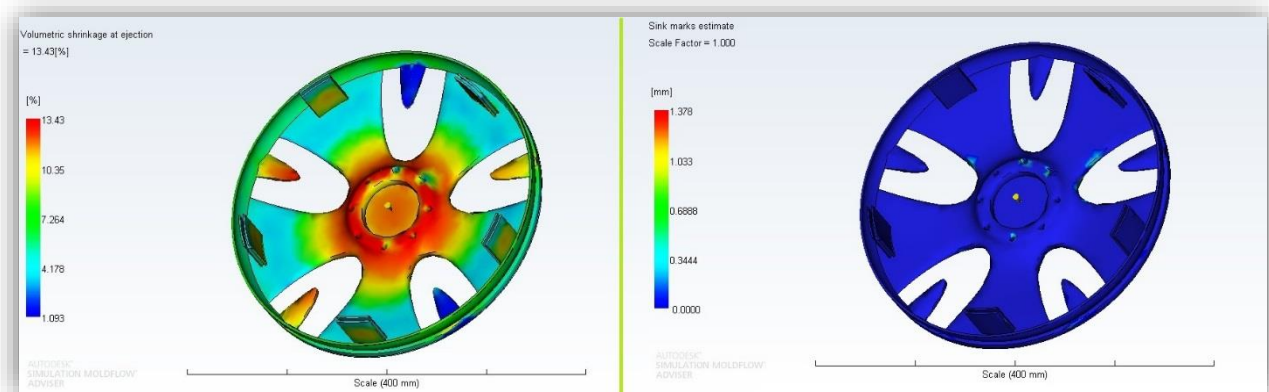 Volumetric shrinkage at ejection
= 13.43[%]
[%]
13.43
10.35
7.264
4.178
1.093
AUTODESK
SIMULATION MOLDFLOW
ADVISER
Scale (400 mm)
Sink marks estimate
Scale Factor = 1.000
[mm]
1.378
1.033
0.6888
0.3444
0.0000
AUTODESK
SIMULATION MOLDFLOW
ADVISER
Scale (400 mm)